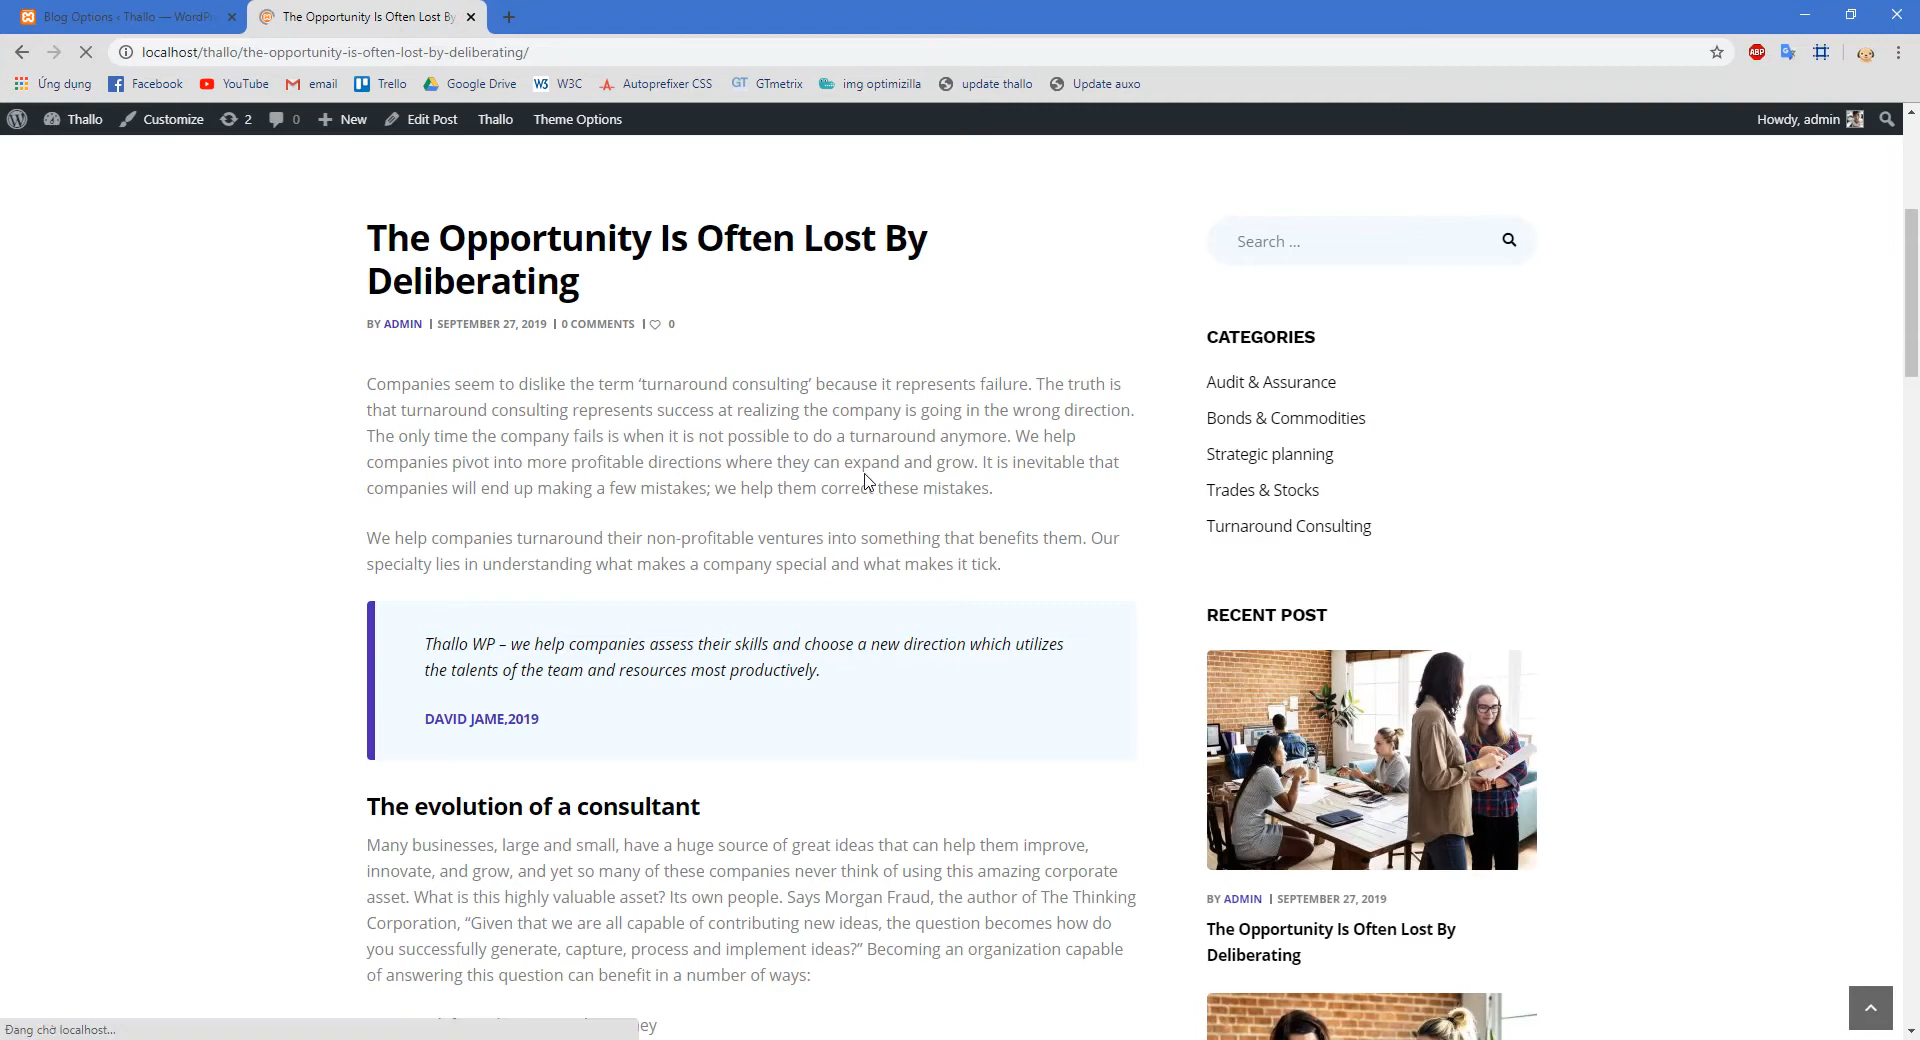 Blog Options ‹ Thallo — WordPr
The Opportunity Is Often Lost By
localhost/thallo/the-opportunity-is-often-lost-by-deliberating/
ABP
Ứng dụng
Facebook
YouTube
email
Trello
Google Drive
W3C
Autoprefixer CSS
GT GTmetrix
img optimizilla
update thallo
Update auxo
Thallo
Customize
2
0
New
Edit Post
Thallo
Theme Options
Howdy, admin
The Opportunity Is Often Lost By
Deliberating
BY ADMIN | SEPTEMBER 27, 2019 | 0 COMMENTS | 0
Companies seem to dislike the term ‘turnaround consulting’ because it represents failure. The truth is
that turnaround consulting represents success at realizing the company is going in the wrong direction.
The only time the company fails is when it is not possible to do a turnaround anymore. We help
companies pivot into more profitable directions where they can expand and grow. It is inevitable that
companies will end up making a few mistakes; we help them correct these mistakes.
We help companies turnaround their non-profitable ventures into something that benefits them. Our
specialty lies in understanding what makes a company special and what makes it tick.
Thallo WP – we help companies assess their skills and choose a new direction which utilizes
the talents of the team and resources most productively.
DAVID JAME,2019
The evolution of a consultant
Many businesses, large and small, have a huge source of great ideas that can help them improve,
innovate, and grow, and yet so many of these companies never think of using this amazing corporate
asset. What is this highly valuable asset? Its own people. Says Morgan Fraud, the author of The Thinking
Corporation, “Given that we are all capable of contributing new ideas, the question becomes how do
you successfully generate, capture, process and implement ideas?” Becoming an organization capable
of answering this question can benefit in a number of ways:
Search ...
CATEGORIES
Audit & Assurance
Bonds & Commodities
Strategic planning
Trades & Stocks
Turnaround Consulting
RECENT POST
BY ADMIN | SEPTEMBER 27, 2019
The Opportunity Is Often Lost By
Deliberating
Đang chờ localhost...